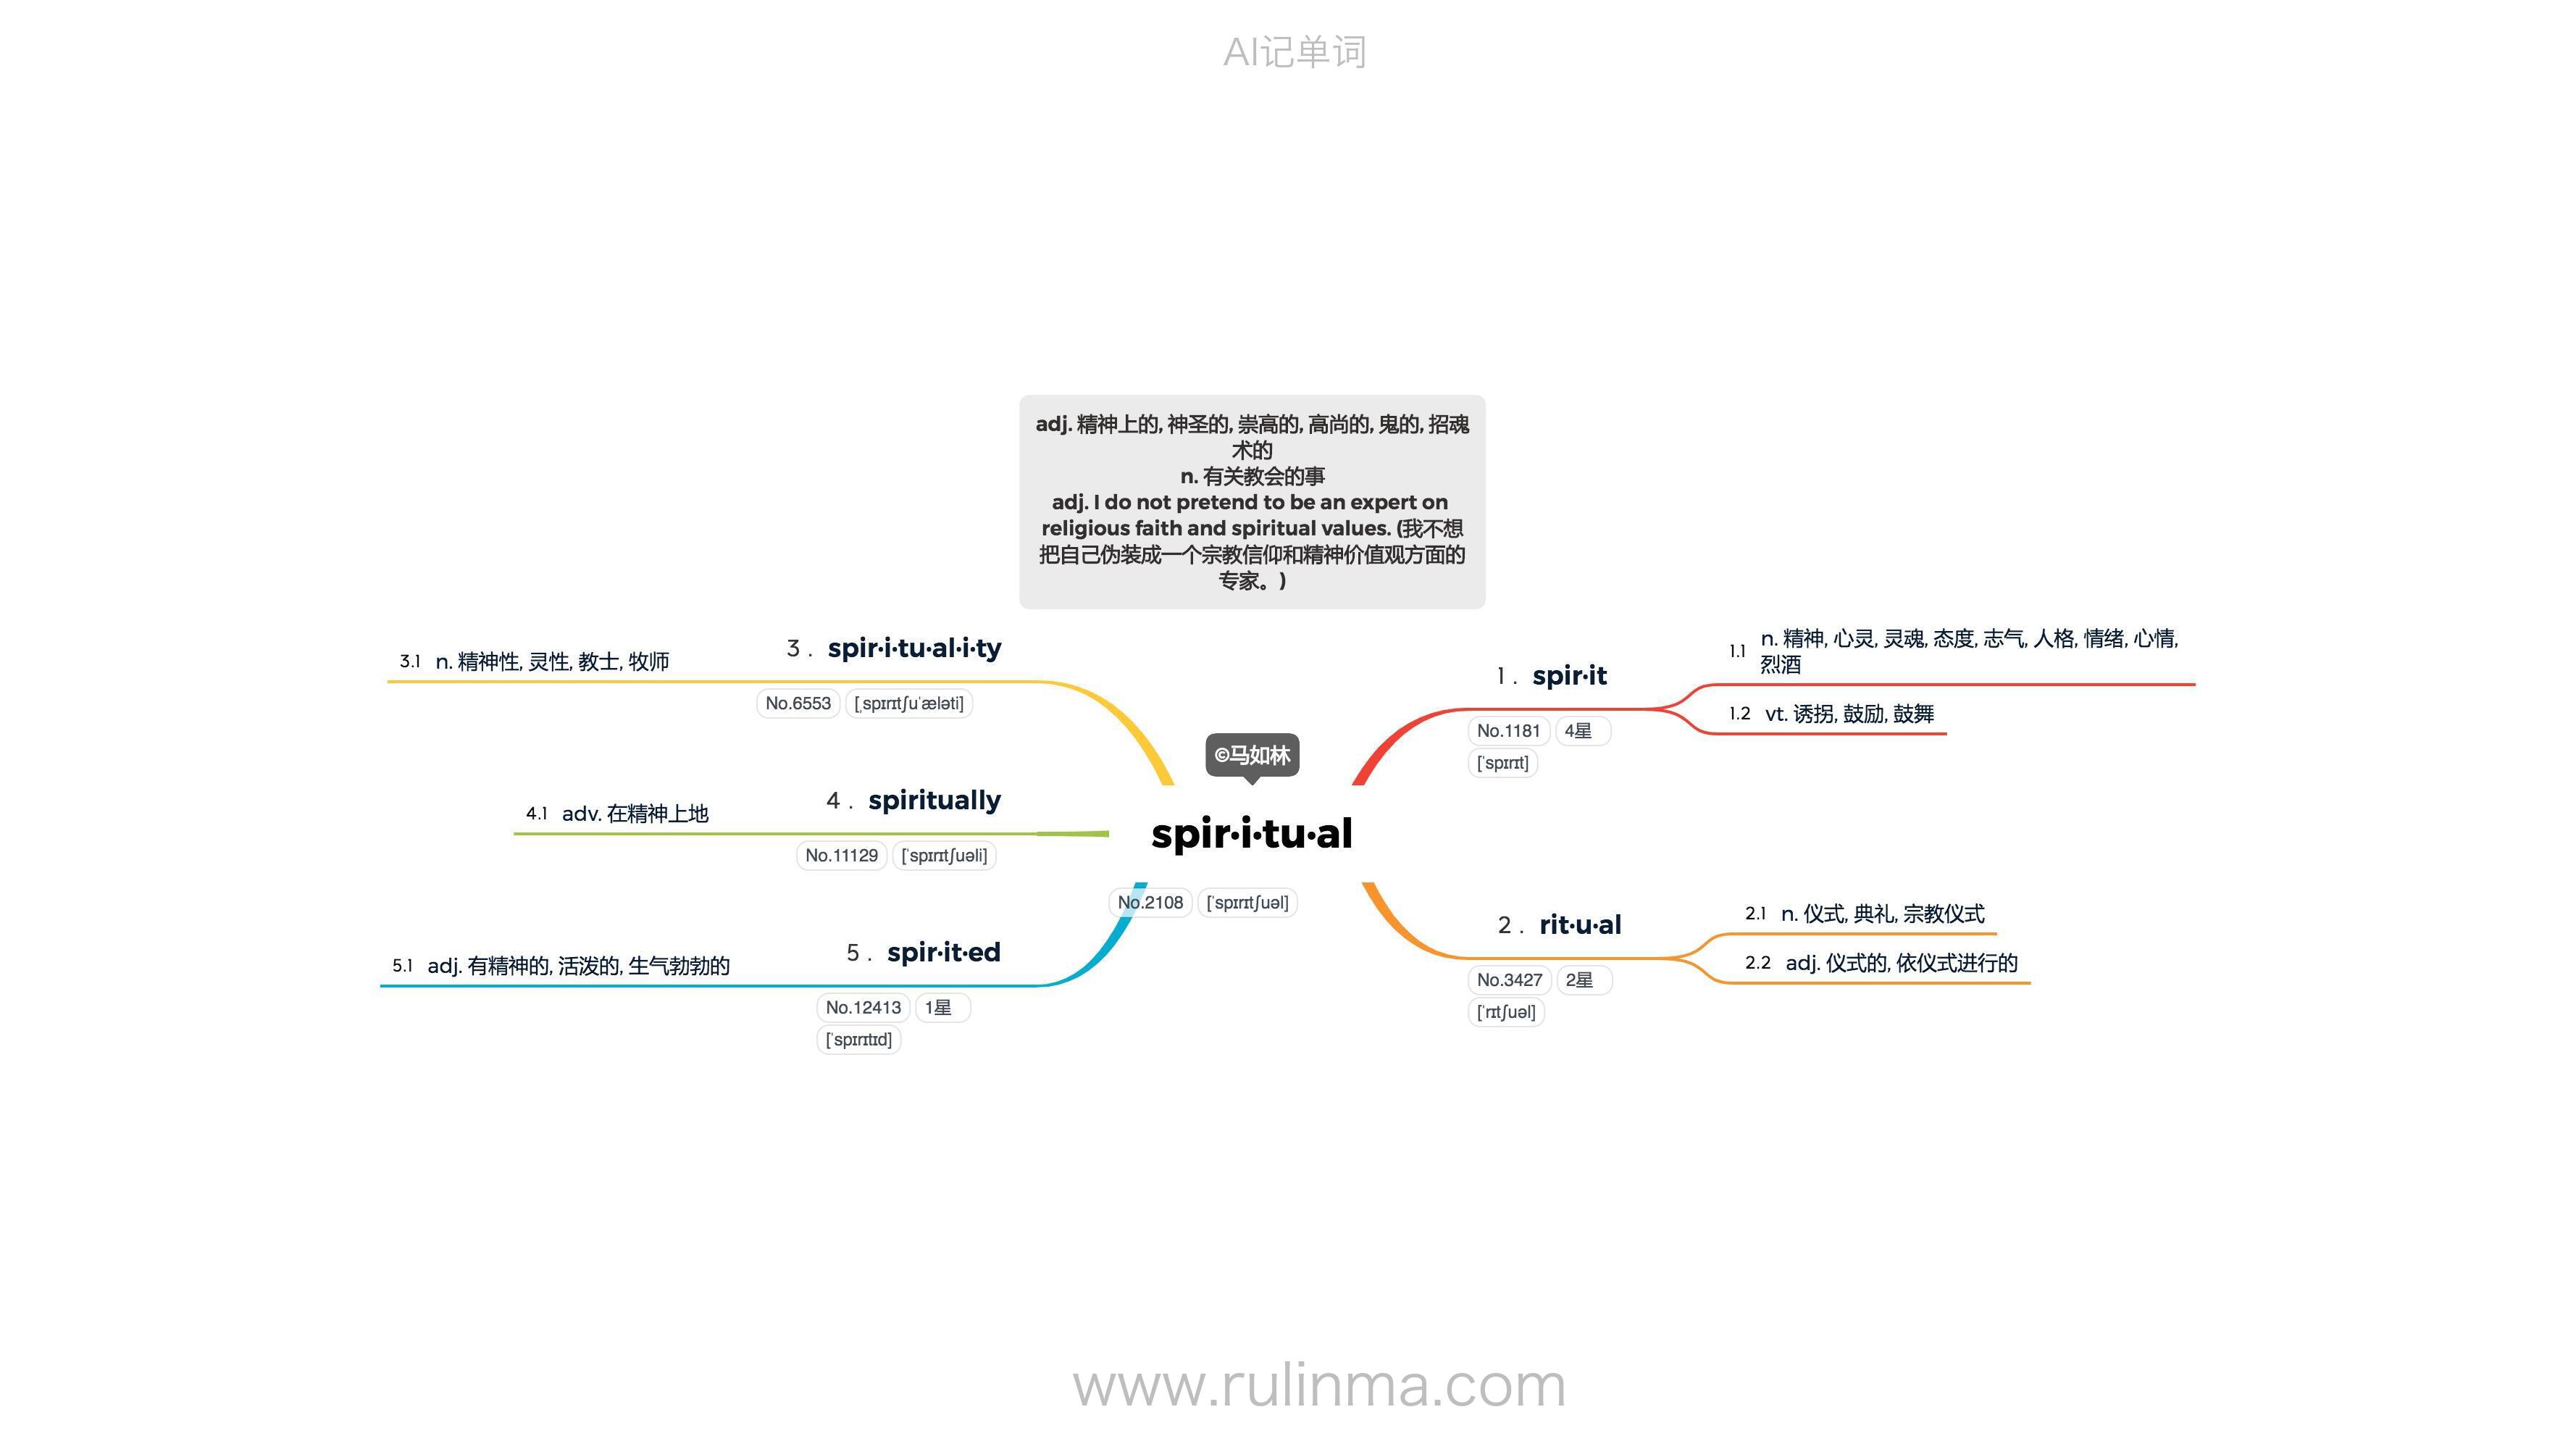 AI记单词
adj. 精神上的, 神圣的, 崇高的, 高尚的, 鬼的, 招魂
术的
n. 有关教会的事
adj. I do not pretend to be an expert on
religious faith and spiritual values. (我不想
把自己伪装成一个宗教信仰和精神价值观方面的
专家。)
©马如林
spir·i·tu·al
No.2108 [ˈspɪrɪtʃuəl]
1. spir·it
No.1181 4星
[ˈspɪrɪt]
1.1 n. 精神, 心灵, 灵魂, 态度, 志气, 人格, 情绪, 心情,
烈酒
1.2 vt. 诱拐, 鼓励, 鼓舞
2. rit·u·al
No.3427 2星
[ˈrɪtʃuəl]
2.1 n. 仪式, 典礼, 宗教仪式
2.2 adj. 仪式的, 依仪式进行的
3. spir·i·tu·al·i·ty
No.6553 [ˌspɪrɪtʃuˈæləti]
3.1 n. 精神性, 灵性, 教士, 牧师
4. spiritually
No.11129 [ˈspɪrɪtʃuəli]
4.1 adv. 在精神上地
5. spir·it·ed
No.12413 1星
[ˈspɪrɪtɪd]
5.1 adj. 有精神的, 活泼的, 生气勃勃的
www.rulinma.com